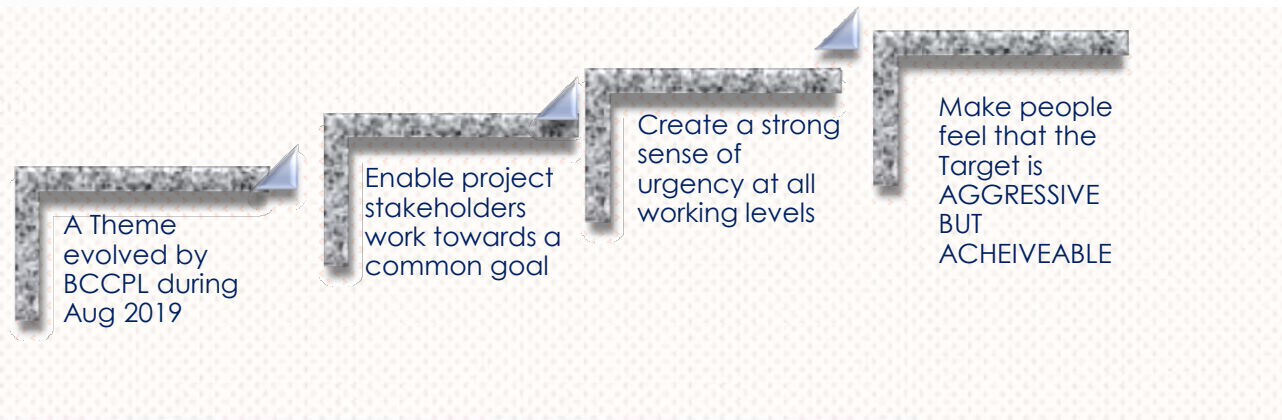 A Theme
evolved by
BCCPL during
Aug 2019
Enable project
stakeholders
work towards a
common goal
Create a strong
sense of
urgency at all
working levels
Make people
feel that the
Target is
AGGRESSIVE
BUT
ACHEIVEABLE